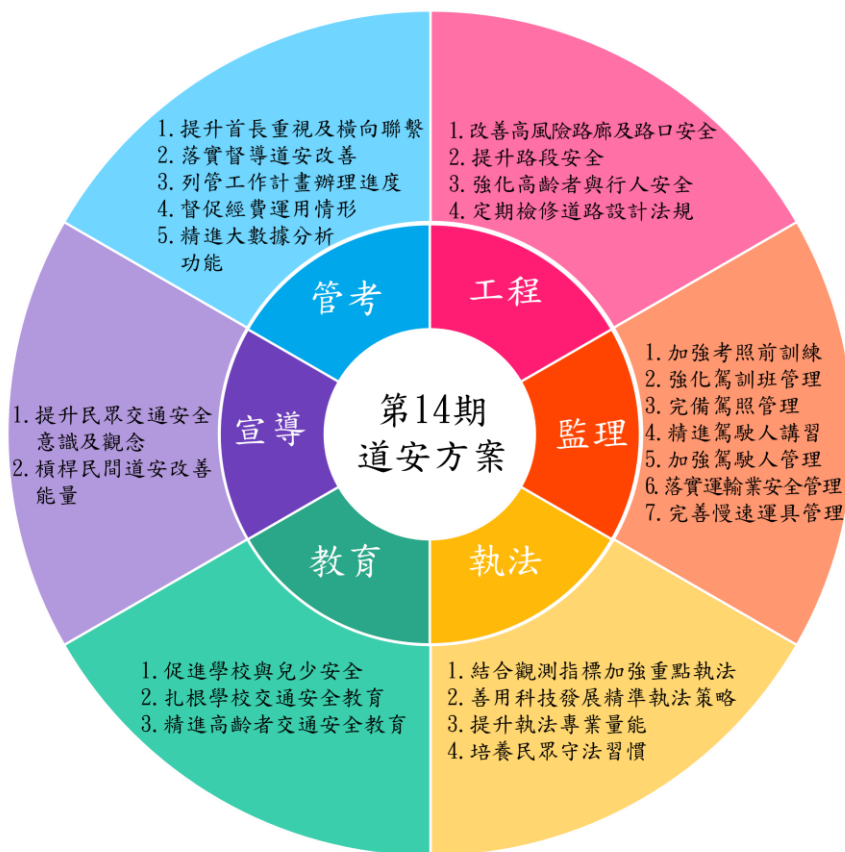 第14期
道安方案
工程
1. 改善高風險路廊及路口安全
2. 提升路段安全
3. 強化高齡者與行人安全
4. 定期檢修道路設計法規
監理
1. 加強考照前訓練
2. 強化駕訓班管理
3. 完備駕照管理
4. 精進駕駛人講習
5. 加強駕駛人管理
6. 落實運輸業安全管理
7. 完善慢速運具管理
執法
1. 結合觀測指標加強重點執法
2. 善用科技發展精準執法策略
3. 提升執法專業量能
4. 培養民眾守法習慣
教育
1. 促進學校與兒少安全
2. 扎根學校交通安全教育
3. 精進高齡者交通安全教育
宣導
1. 提升民眾交通安全
意識及觀念
2. 槓桿民間道安改善
能量
管考
1. 提升首長重視及橫向聯繫
2. 落實督導道安改善
3. 列管工作計畫辦理進度
4. 督促經費運用情形
5. 精進大數據分析
功能